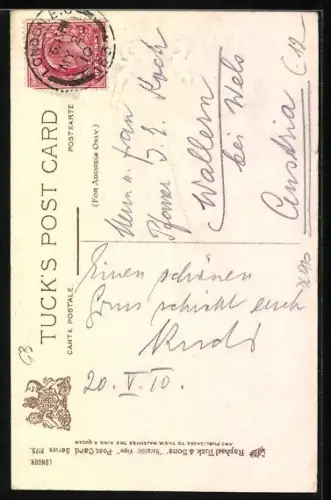 TUCK'S POST CARD
CARTE POSTALE
POSTKARTE
(FOR ADDRESS ONLY.)
Herrn u. Frau
Pfarrer J. E. Koch
Wallern
bei Wels
Austria
Einen schönen
Gruss schickt euch
Rudi
20. V. 10.
Raphael Tuck & Sons' "Heraldic View" Post Card Series 2175.
ART PUBLISHERS TO THEIR MAJESTIES THE KING & QUEEN
LONDON